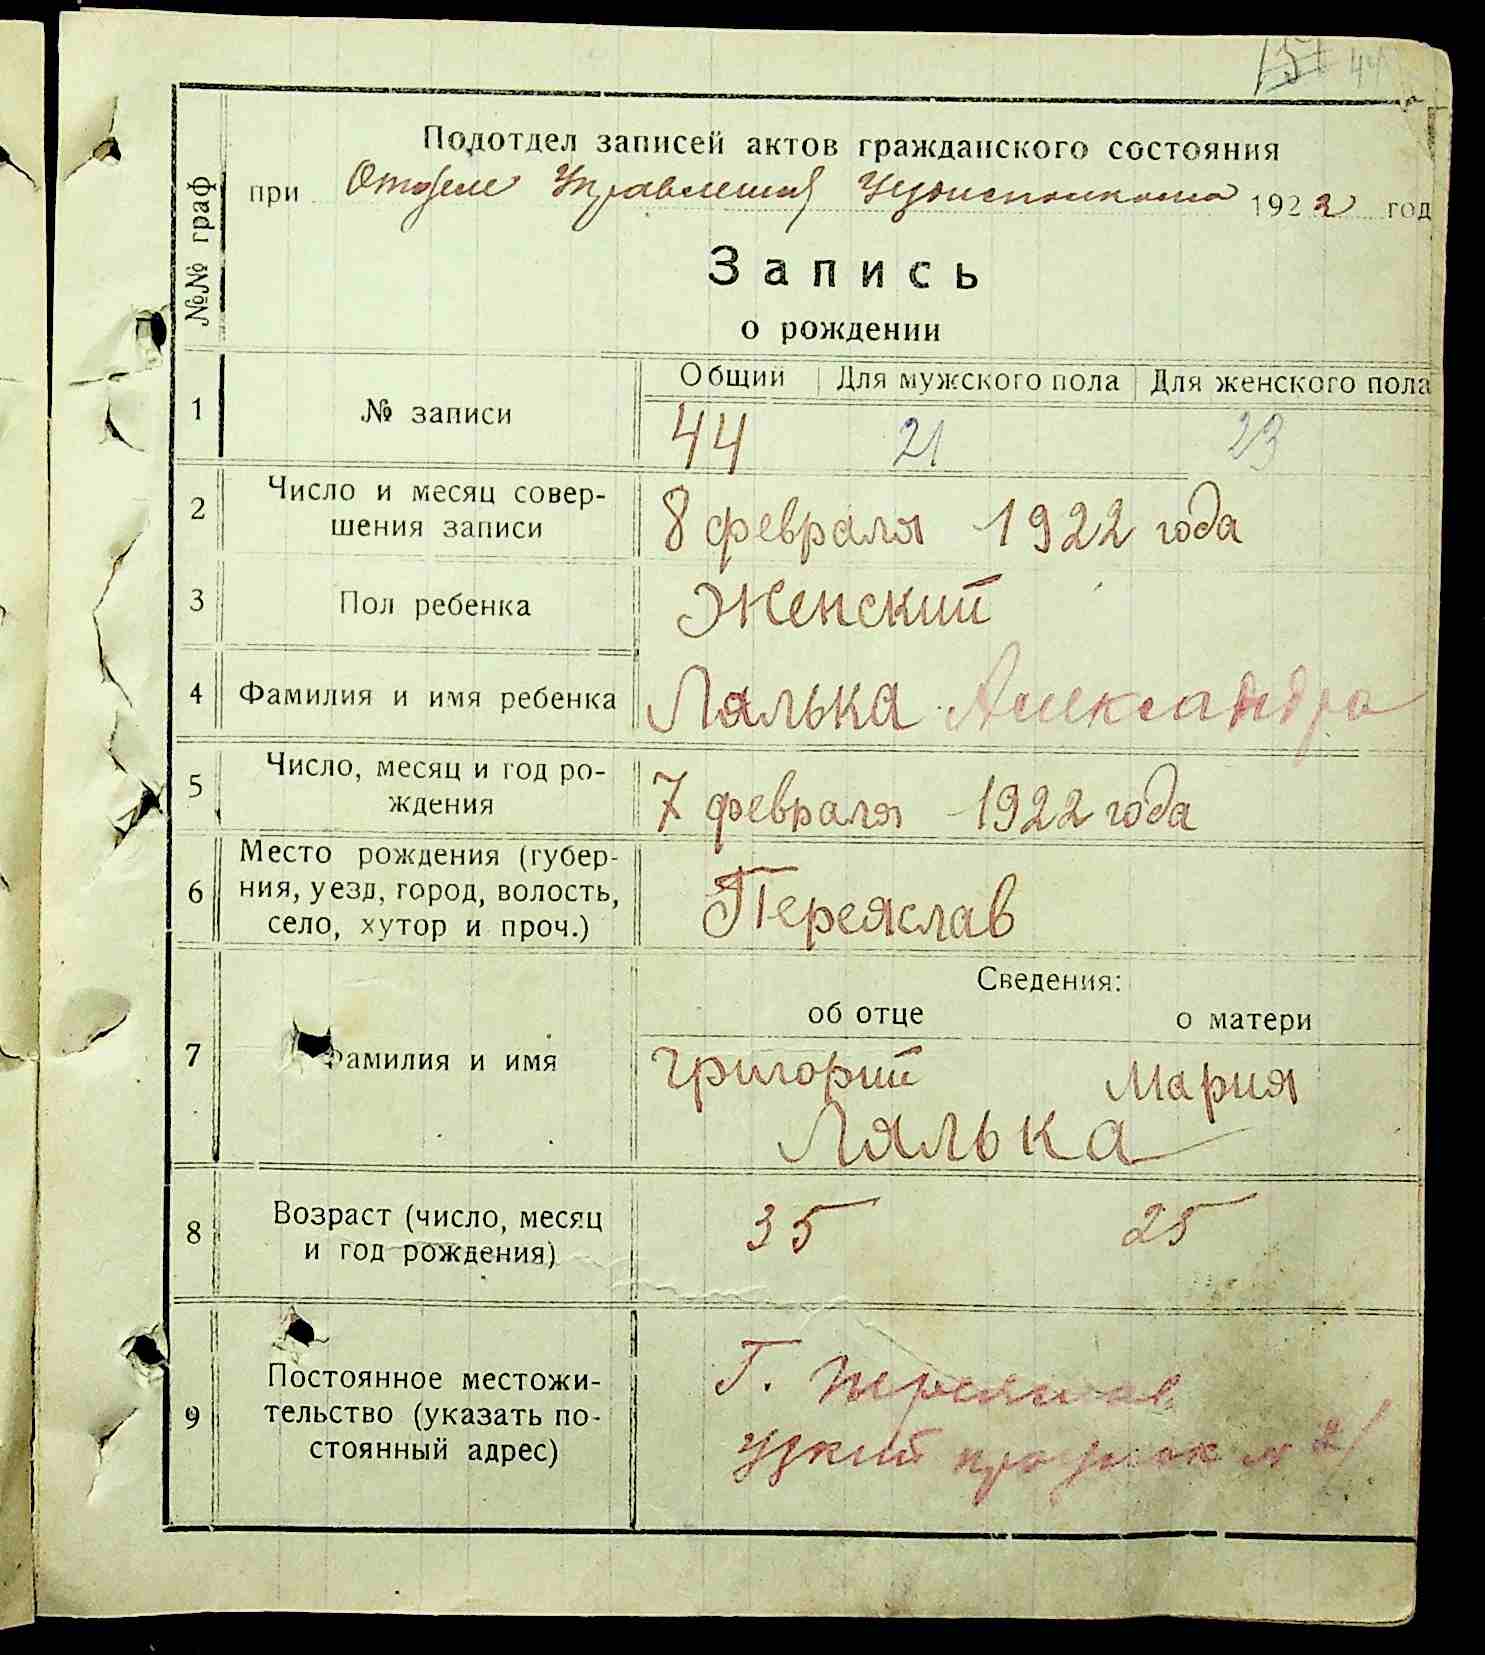 44
№№ граф
Подотдел записей актов гражданского состояния
при Отделе Управления Уездисполкома 1922 год
Запись
о рождении
Общий Для мужского пола Для женского пола
1 № записи 44 21 23
2 Число и месяц совер-
шения записи 8 февраля 1922 года
3 Пол ребенка Женский
4 Фамилия и имя ребенка Лялька Александра
5 Число, месяц и год ро-
ждения 7 февраля 1922 года
6 Место рождения (губер-
ния, уезд, город, волость,
село, хутор и проч.) Переяслав
Сведения:
об отце о матери
7 Фамилия и имя Григорий Мария
Лялька
8 Возраст (число, месяц
и год рождения) 35 25
9 Постоянное местожи-
тельство (указать по-
стоянный адрес) Г. Переяслав
Узкий проулок №